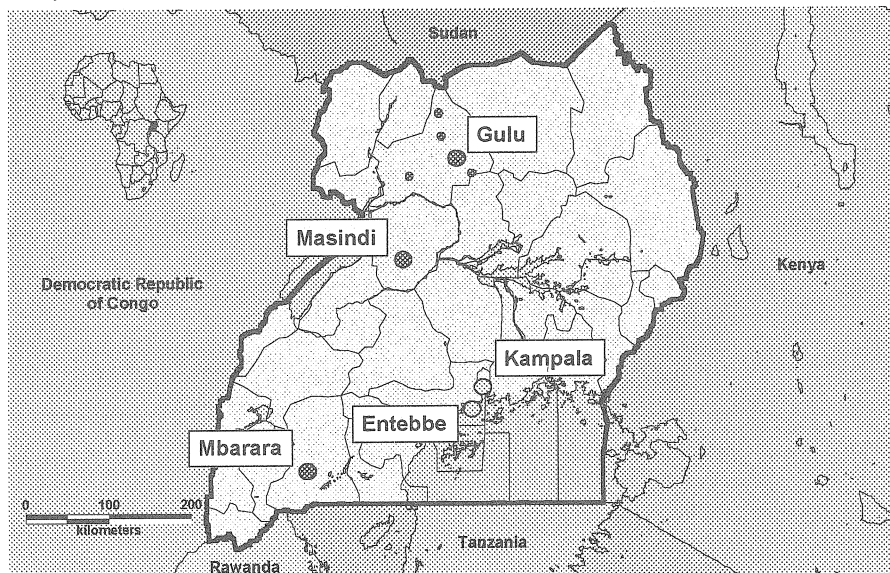 Sudan
Gulu
Masindi
Democratic Republic
of Congo
Kenya
Kampala
Entebbe
Mbarara
0 100 200
kilometers
Tanzania
Rawanda